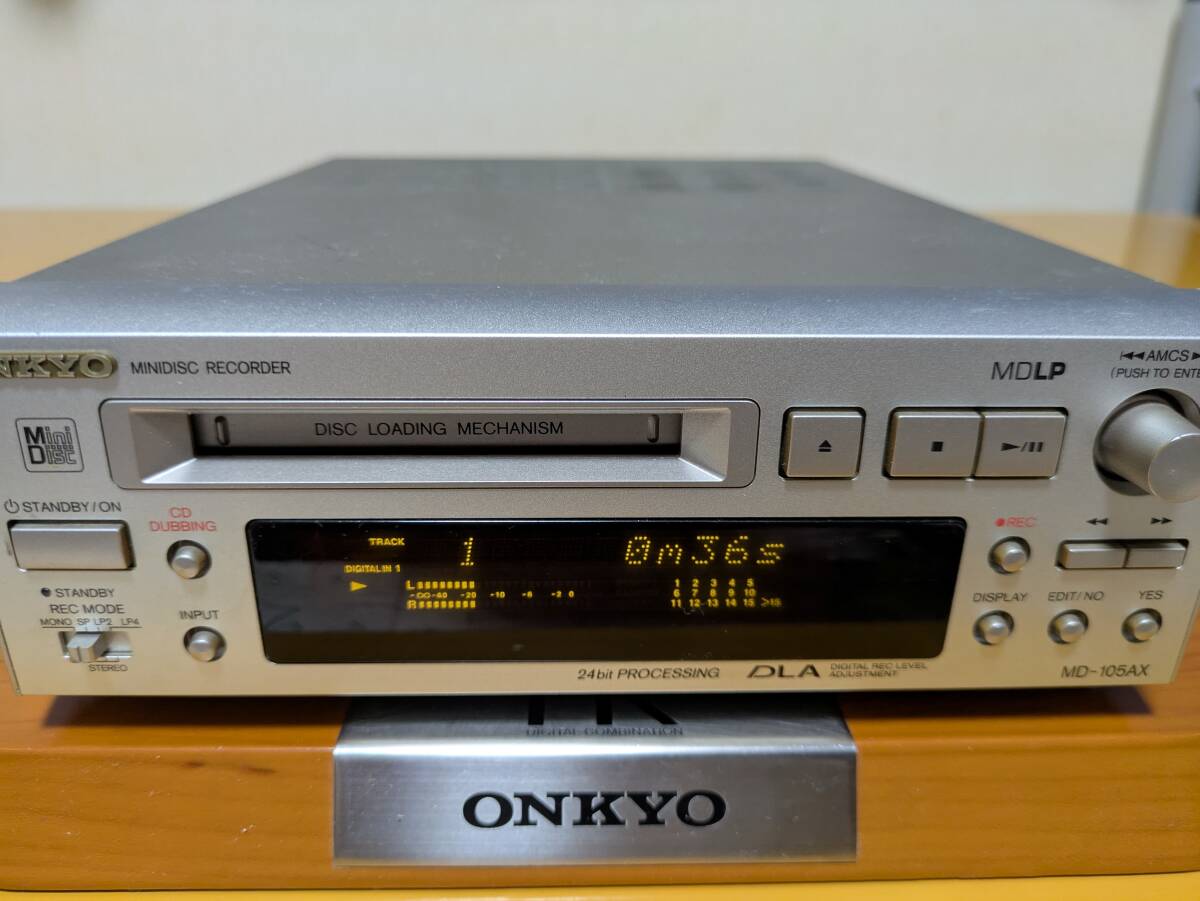 NKYO
MINIDISC RECORDER
MDLP
AMCS
(PUSH TO ENTE
Mini Disc
DISC LOADING MECHANISM
STANDBY/ON
CD DUBBING
TRACK 1 0m36s
DIGITAL IN 1
L
-∞ -40 -20 -10 -6 -2 0
R
1 2 3 4 5
6 7 8 9 10
11 12 13 14 15 >15
REC
STANDBY
REC MODE
MONO SP LP2 LP4
STEREO
INPUT
DISPLAY
EDIT/NO
YES
24bit PROCESSING
DLA
DIGITAL REC LEVEL
ADJUSTMENT
MD-105AX
DIGITAL COMBINATION
ONKYO